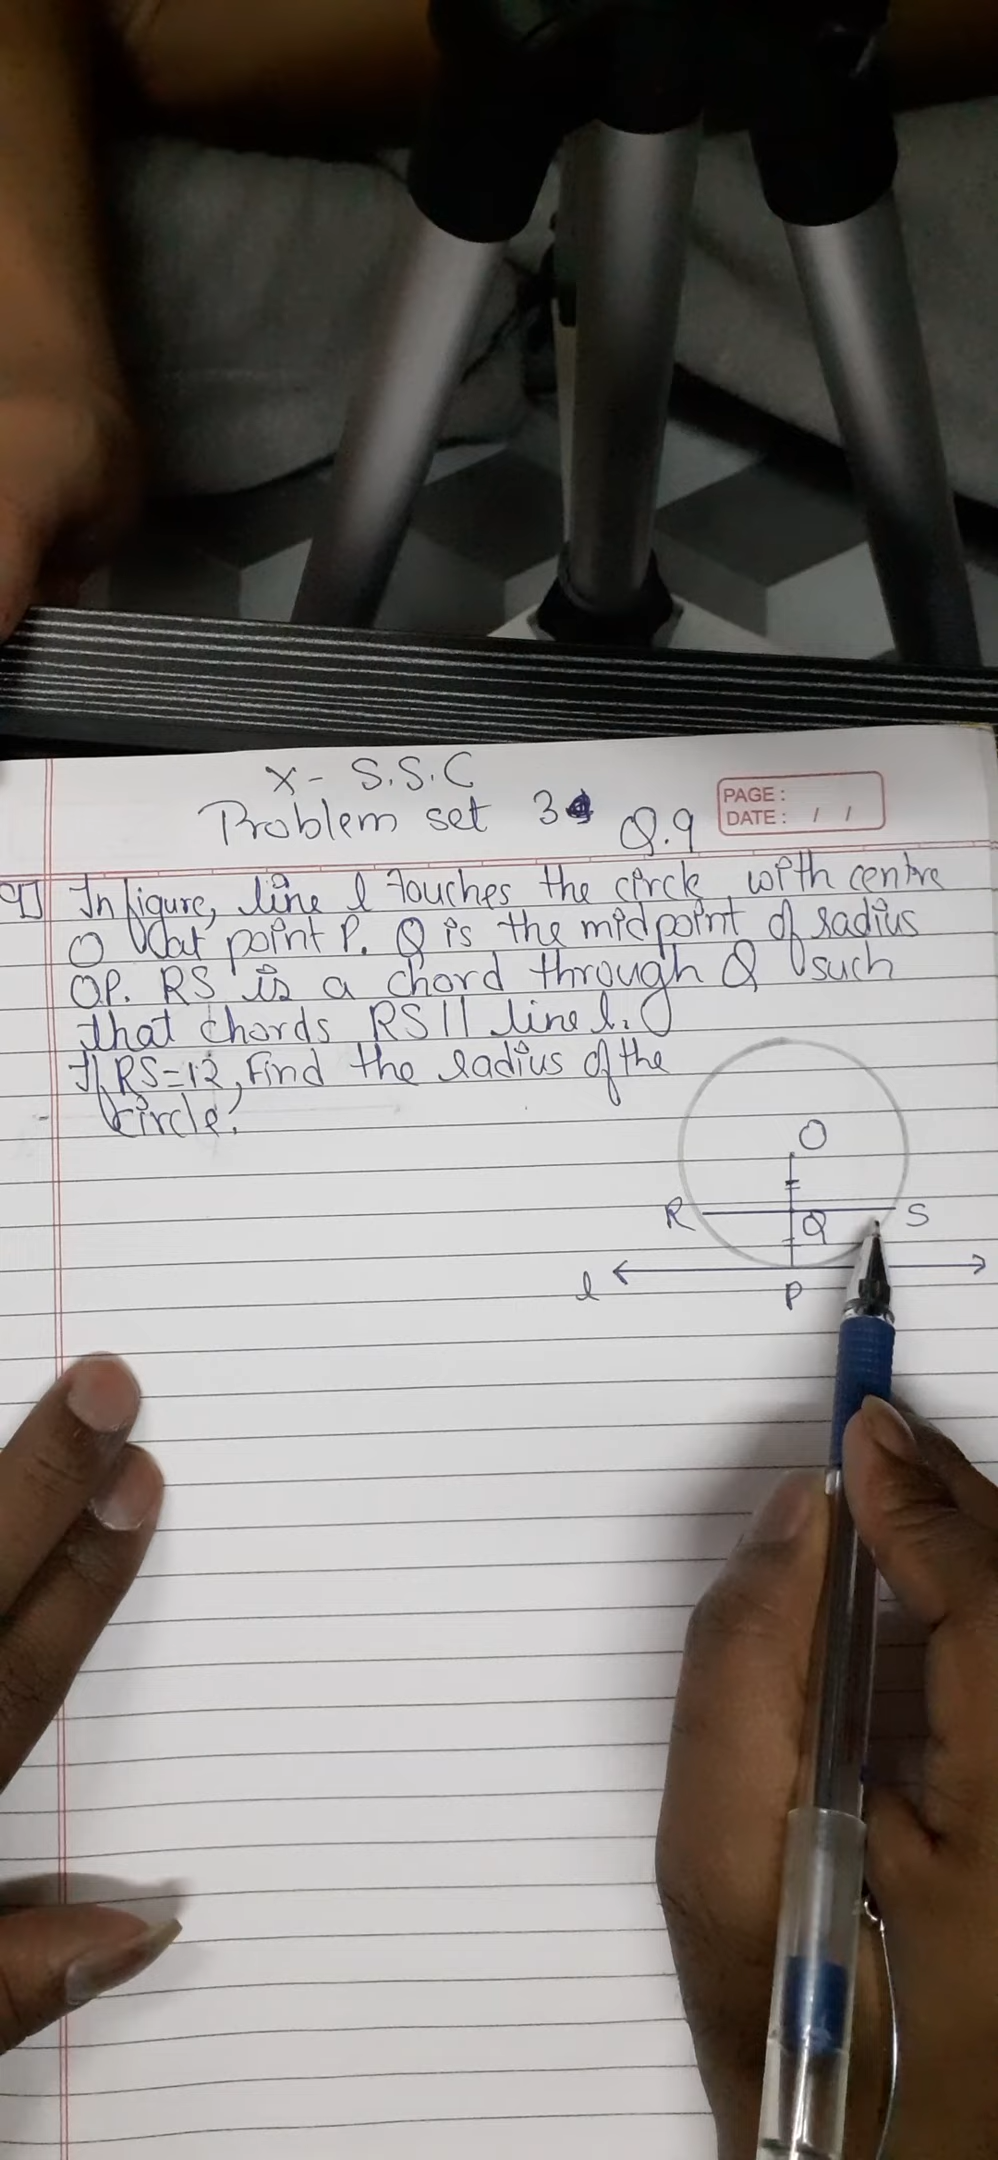 X- S.S.C
Problem set 3 Q.9
PAGE:
DATE: / /
9] In figure, line l touches the circle with centre
O at point P. Q is the midpoint of radius
OP. RS is a chord through Q such
that chords RS || line l.
If RS=12, Find the radius of the
circle.
O
R
Q
S
l
P